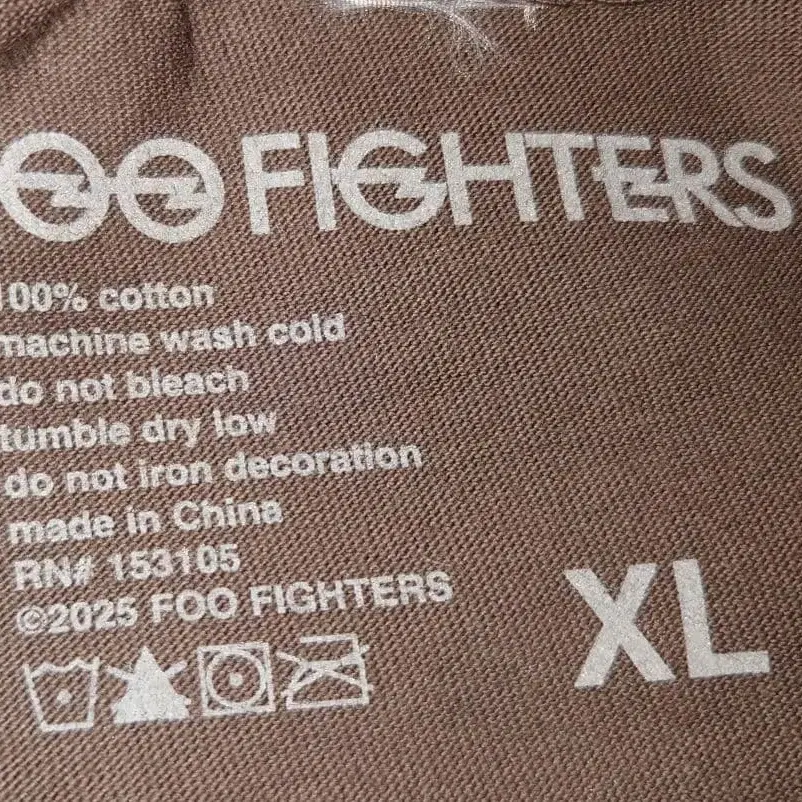 FOO FIGHTERS
100% cotton
machine wash cold
do not bleach
tumble dry low
do not iron decoration
made in China
RN# 153105
©2025 FOO FIGHTERS
XL